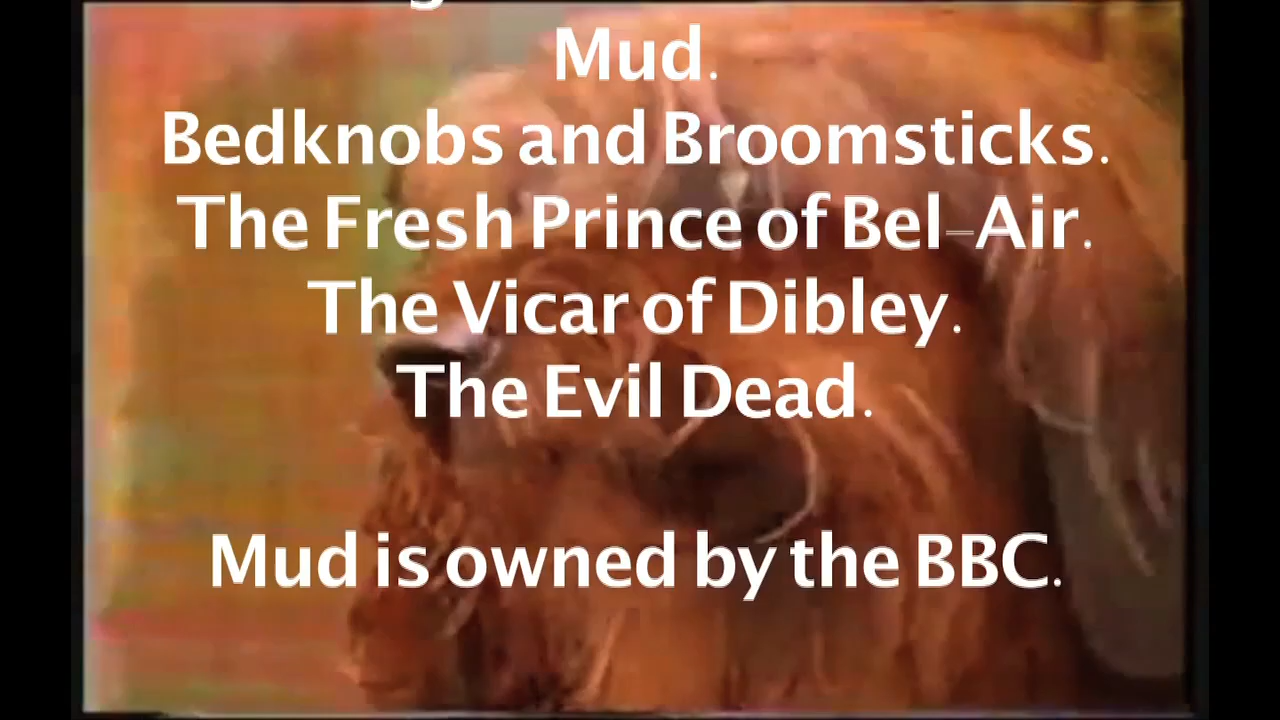 Mud.
Bedknobs and Broomsticks.
The Fresh Prince of Bel-Air.
The Vicar of Dibley.
The Evil Dead.
Mud is owned by the BBC.